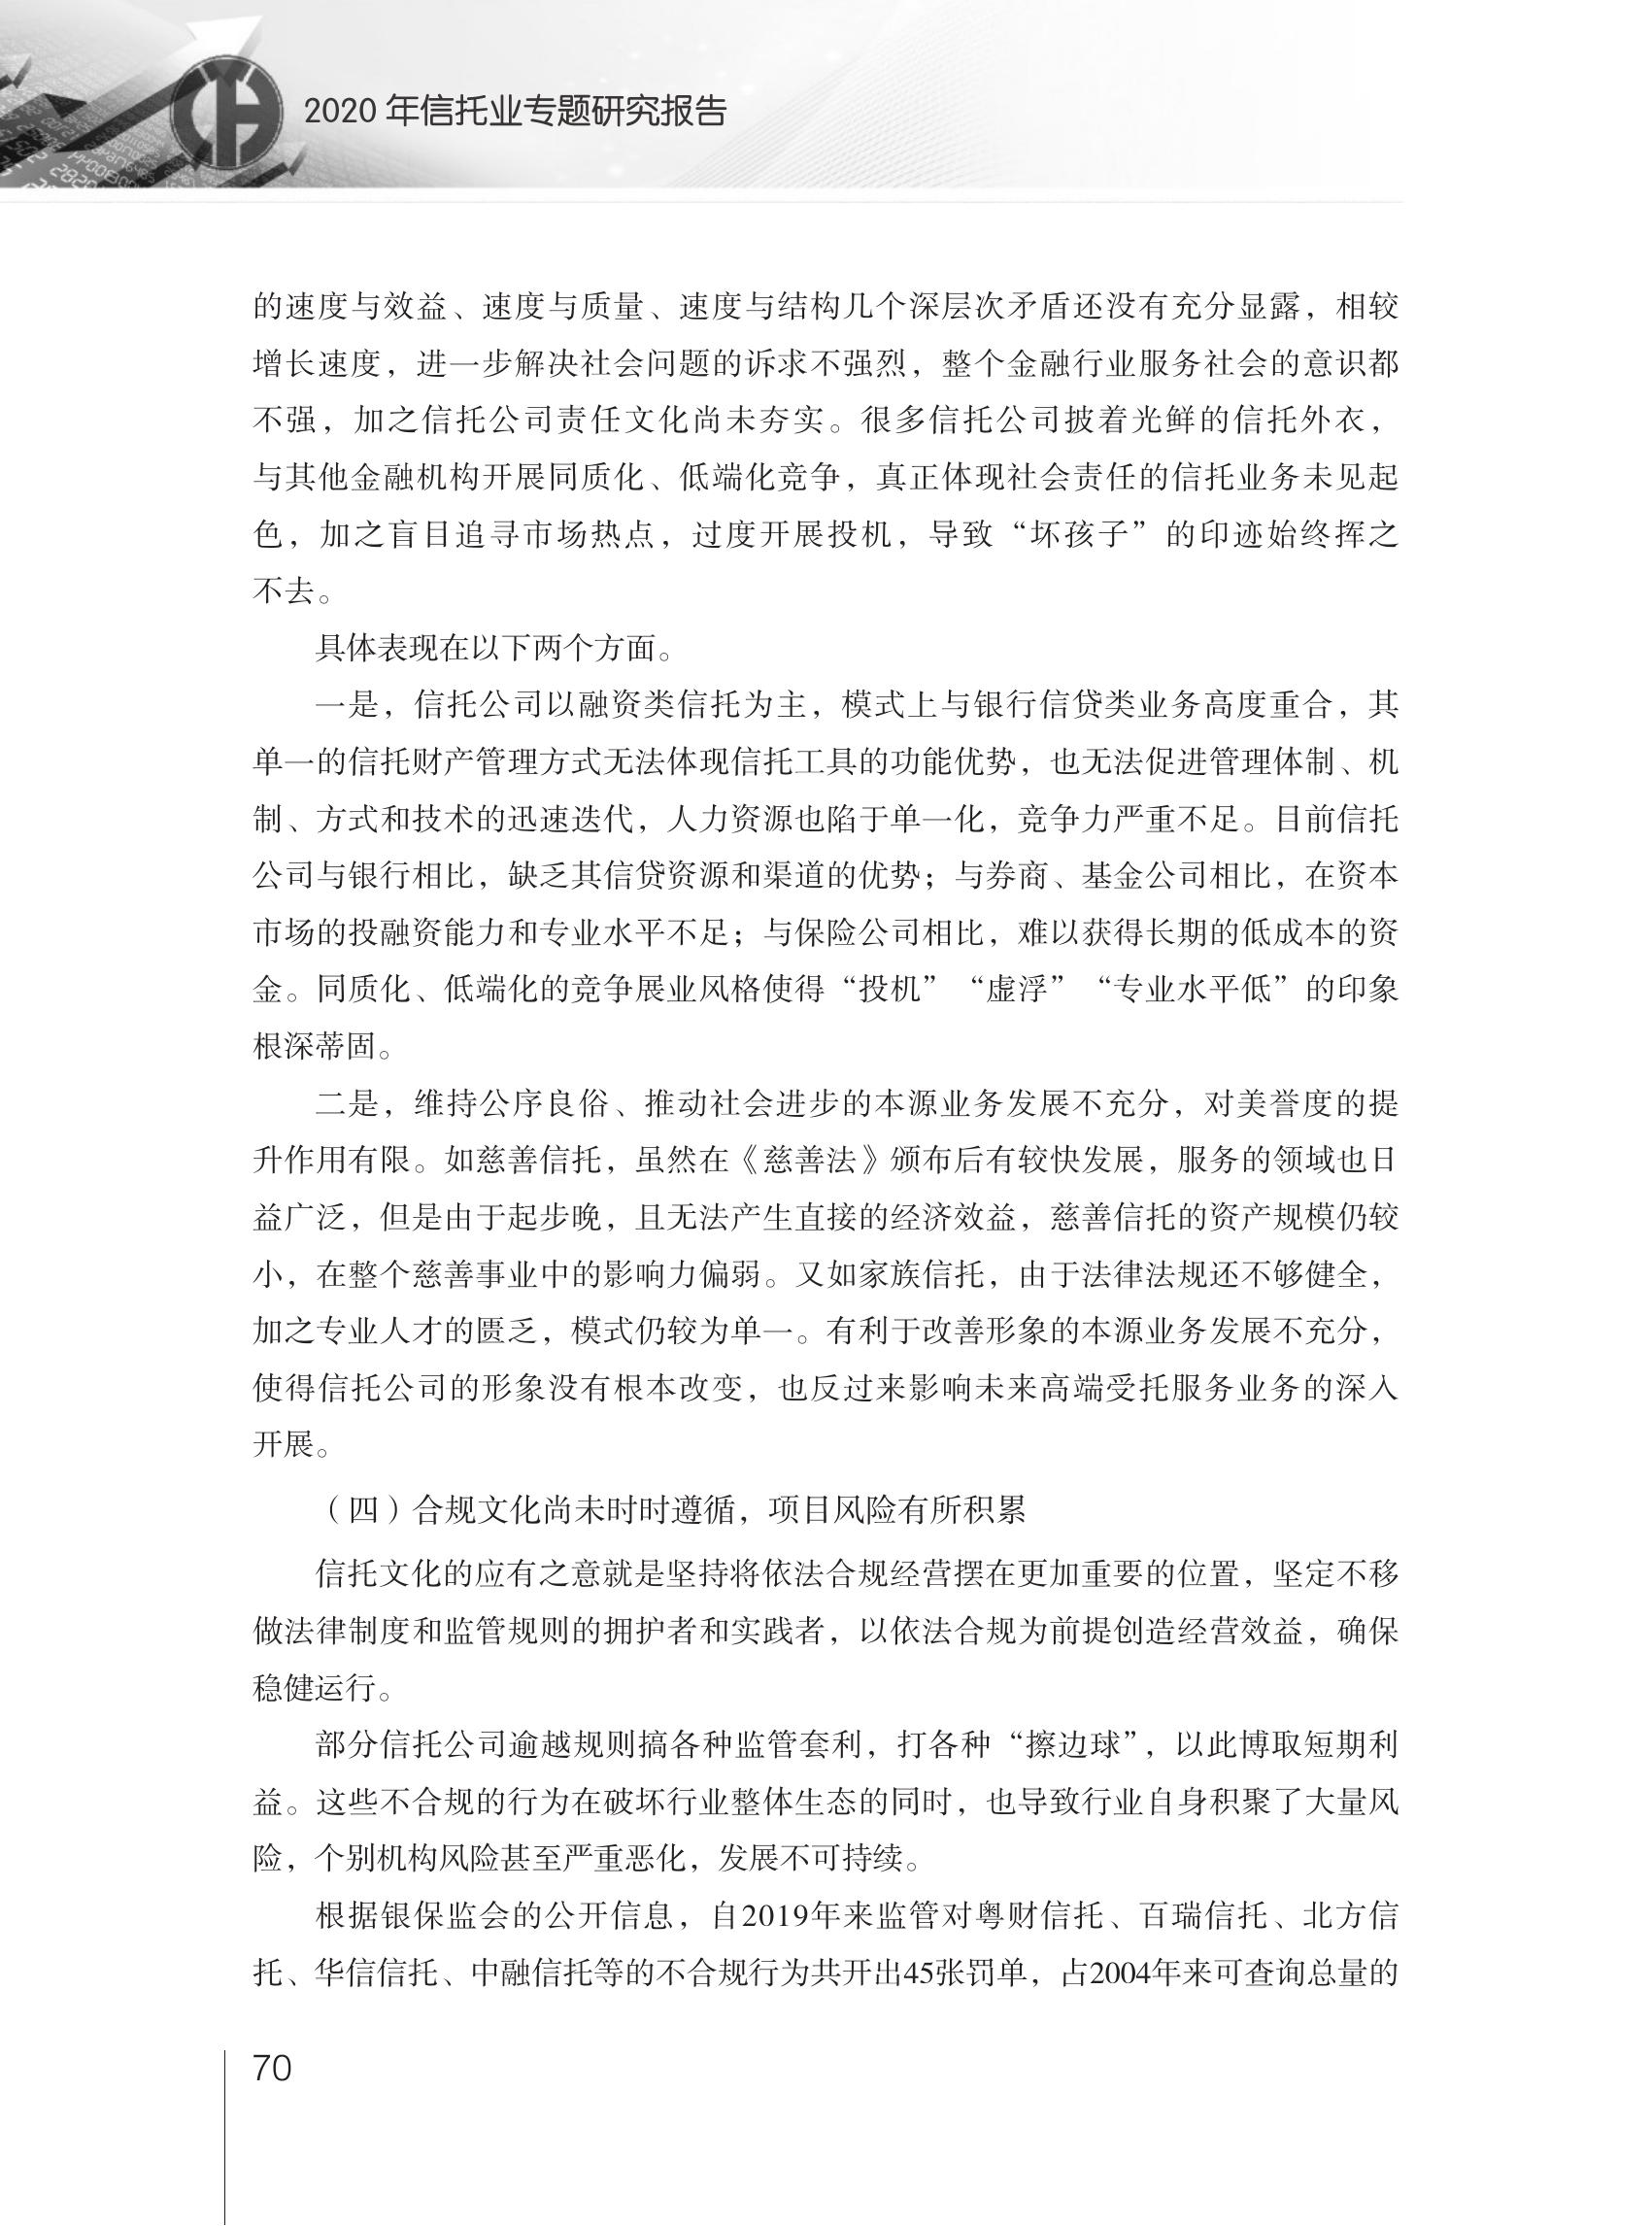 2020 年信托业专题研究报告
的速度与效益、速度与质量、速度与结构几个深层次矛盾还没有充分显露，相较
增长速度，进一步解决社会问题的诉求不强烈，整个金融行业服务社会的意识都
不强，加之信托公司责任文化尚未夯实。很多信托公司披着光鲜的信托外衣，
与其他金融机构开展同质化、低端化竞争，真正体现社会责任的信托业务未见起
色，加之盲目追寻市场热点，过度开展投机，导致“坏孩子”的印迹始终挥之
不去。
具体表现在以下两个方面。
一是，信托公司以融资类信托为主，模式上与银行信贷类业务高度重合，其
单一的信托财产管理方式无法体现信托工具的功能优势，也无法促进管理体制、机
制、方式和技术的迅速迭代，人力资源也陷于单一化，竞争力严重不足。目前信托
公司与银行相比，缺乏其信贷资源和渠道的优势；与券商、基金公司相比，在资本
市场的投融资能力和专业水平不足；与保险公司相比，难以获得长期的低成本的资
金。同质化、低端化的竞争展业风格使得“投机”“虚浮”“专业水平低”的印象
根深蒂固。
二是，维持公序良俗、推动社会进步的本源业务发展不充分，对美誉度的提
升作用有限。如慈善信托，虽然在《慈善法》颁布后有较快发展，服务的领域也日
益广泛，但是由于起步晚，且无法产生直接的经济效益，慈善信托的资产规模仍较
小，在整个慈善事业中的影响力偏弱。又如家族信托，由于法律法规还不够健全，
加之专业人才的匮乏，模式仍较为单一。有利于改善形象的本源业务发展不充分，
使得信托公司的形象没有根本改变，也反过来影响未来高端受托服务业务的深入
开展。
（四）合规文化尚未时时遵循，项目风险有所积累
信托文化的应有之意就是坚持将依法合规经营摆在更加重要的位置，坚定不移
做法律制度和监管规则的拥护者和实践者，以依法合规为前提创造经营效益，确保
稳健运行。
部分信托公司逾越规则搞各种监管套利，打各种“擦边球”，以此博取短期利
益。这些不合规的行为在破坏行业整体生态的同时，也导致行业自身积聚了大量风
险，个别机构风险甚至严重恶化，发展不可持续。
根据银保监会的公开信息，自2019年来监管对粤财信托、百瑞信托、北方信
托、华信信托、中融信托等的不合规行为共开出45张罚单，占2004年来可查询总量的
70